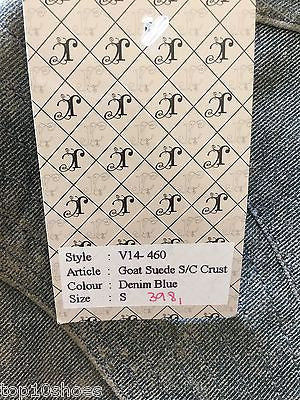 Style : V14- 460
Article : Goat Suede S/C Crust
Colour : Denim Blue
Size : S 398,
top10shoes